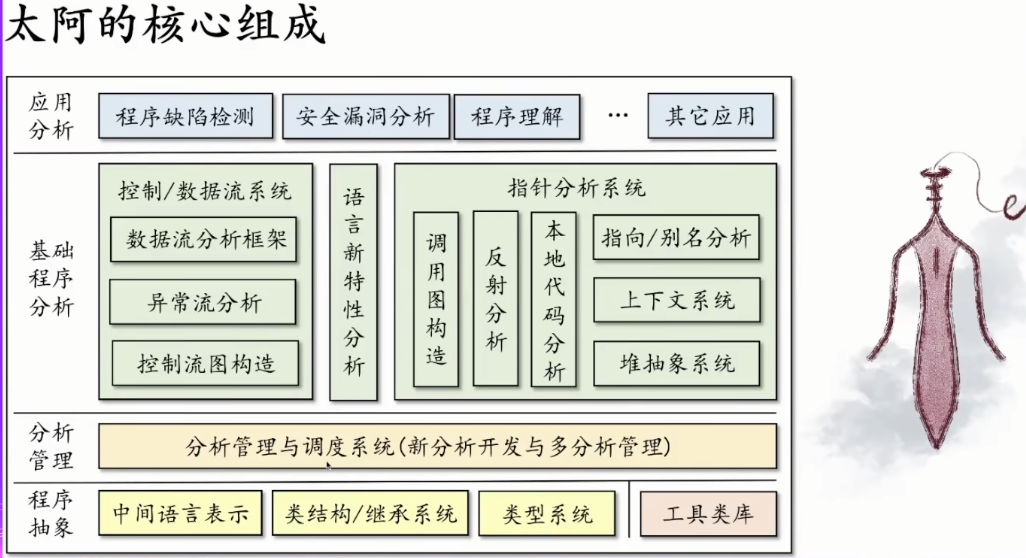 太阿的核心组成
应用
分析
程序缺陷检测
安全漏洞分析
程序理解
…
其它应用
基础
程序
分析
控制/数据流系统
数据流分析框架
异常流分析
控制流图构造
语言新特性分析
指针分析系统
调用图构造
反射分析
本地代码分析
指向/别名分析
上下文系统
堆抽象系统
分析
管理
分析管理与调度系统(新分析开发与多分析管理)
程序
抽象
中间语言表示
类结构/继承系统
类型系统
工具类库